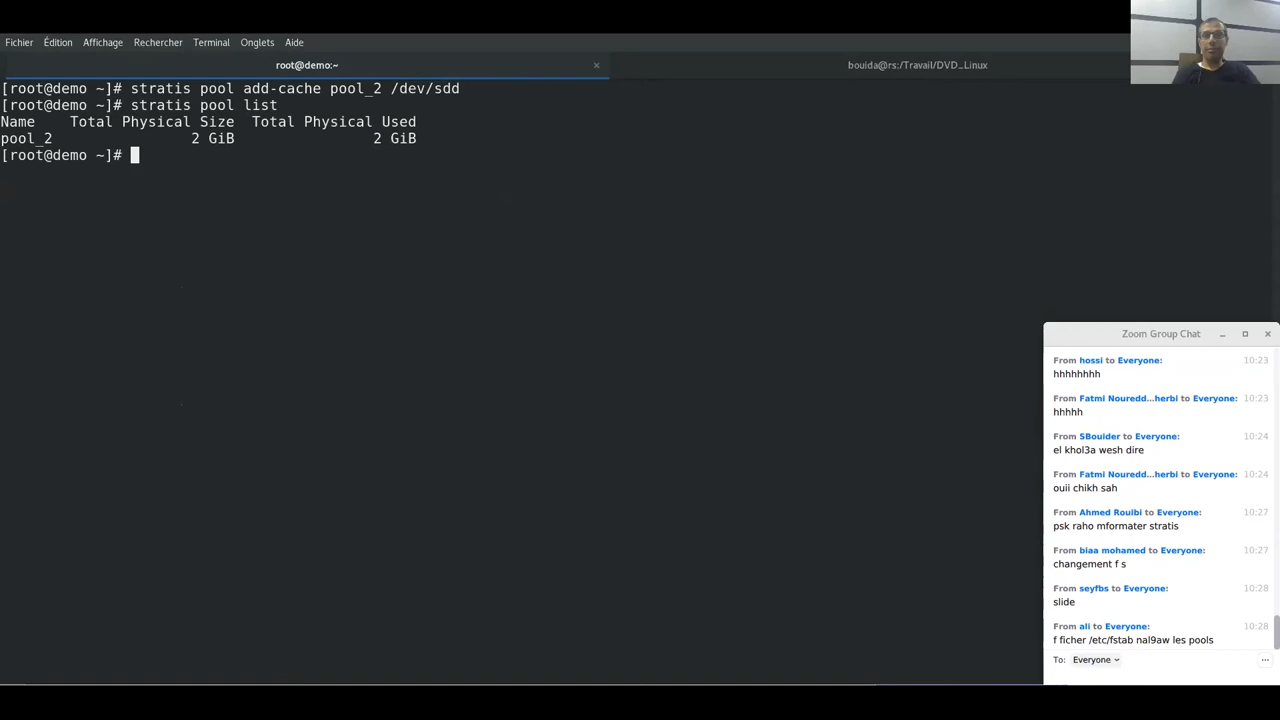 Fichier Édition Affichage Rechercher Terminal Onglets Aide
root@demo:~ ×
bouida@rs:/Travail/DVD_Linux
[root@demo ~]# stratis pool add-cache pool_2 /dev/sdd
[root@demo ~]# stratis pool list
Name Total Physical Size Total Physical Used
pool_2 2 GiB 2 GiB
[root@demo ~]#
Zoom Group Chat
From hossi to Everyone: 10:23
hhhhhhhh
From Fatmi Nouredd...herbi to Everyone: 10:23
hhhhh
From SBouider to Everyone: 10:24
el khol3a wesh dire
From Fatmi Nouredd...herbi to Everyone: 10:24
ouii chikh sah
From Ahmed Rouibi to Everyone: 10:27
psk raho mformater stratis
From biaa mohamed to Everyone: 10:27
changement f s
From seyfbs to Everyone: 10:28
slide
From ali to Everyone: 10:28
f ficher /etc/fstab nal9aw les pools
To: Everyone